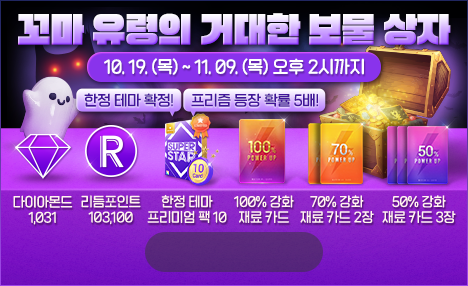 꼬마 유령의 거대한 보물 상자
10. 19.(목) ~ 11. 09.(목) 오후 2시까지
한정 테마 확정!
프리즘 등장 확률 5배!
R
SUPER
STAR
10
Card
100%
POWER UP
70%
POWER UP
50%
POWER UP
다이아몬드
1,031
리듬포인트
103,100
한정 테마
프리미엄 팩 10
100% 강화
재료 카드
70% 강화
재료 카드 2장
50% 강화
재료 카드 3장